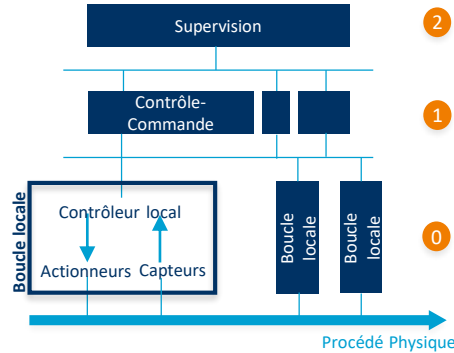 Supervision
2
Contrôle-
Commande
1
Boucle locale
Contrôleur local
Actionneurs Capteurs
Boucle
locale
Boucle
locale
0
Procédé Physique